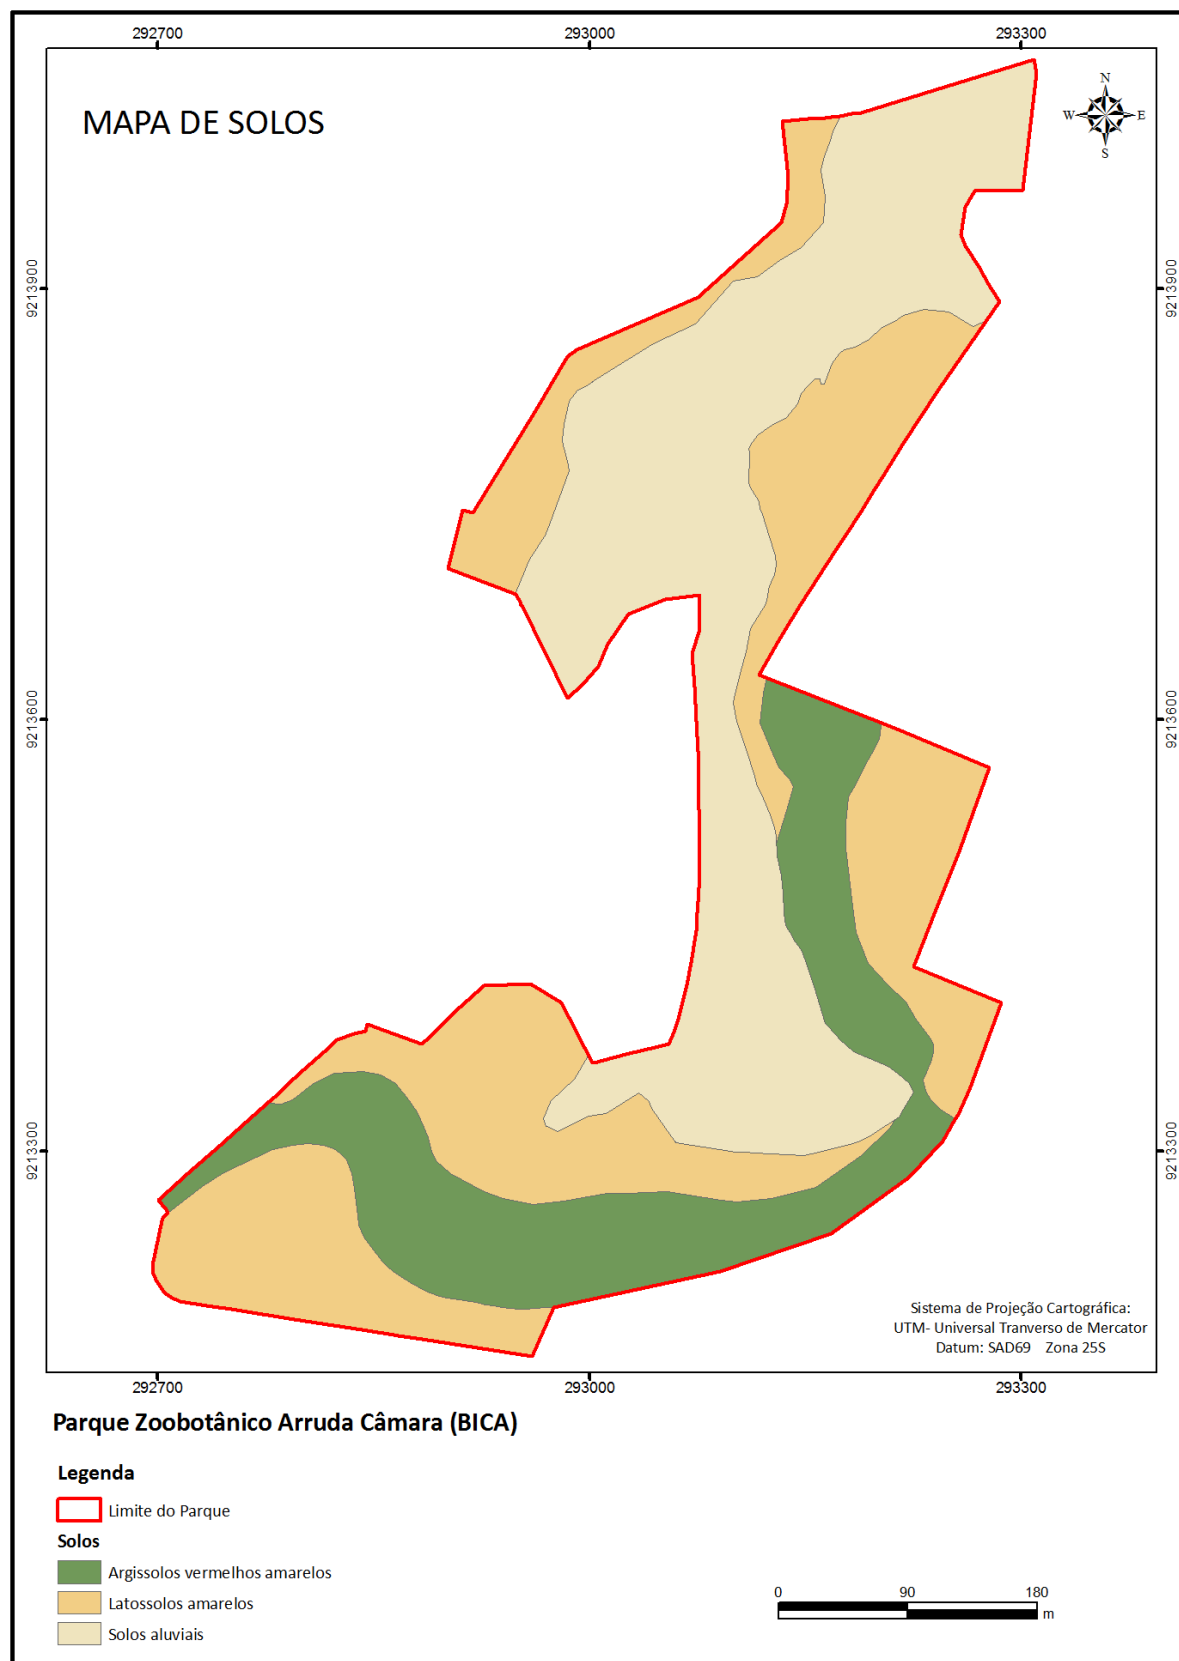 292700
293000
293300
MAPA DE SOLOS
N
W
E
S
9213900
9213900
9213600
9213600
9213300
9213300
Sistema de Projeção Cartográfica:
UTM- Universal Tranverso de Mercator
Datum: SAD69 Zona 25S
292700
293000
293300
Parque Zoobotânico Arruda Câmara (BICA)
Legenda
Limite do Parque
Solos
Argissolos vermelhos amarelos
Latossolos amarelos
Solos aluviais
0
90
180
m